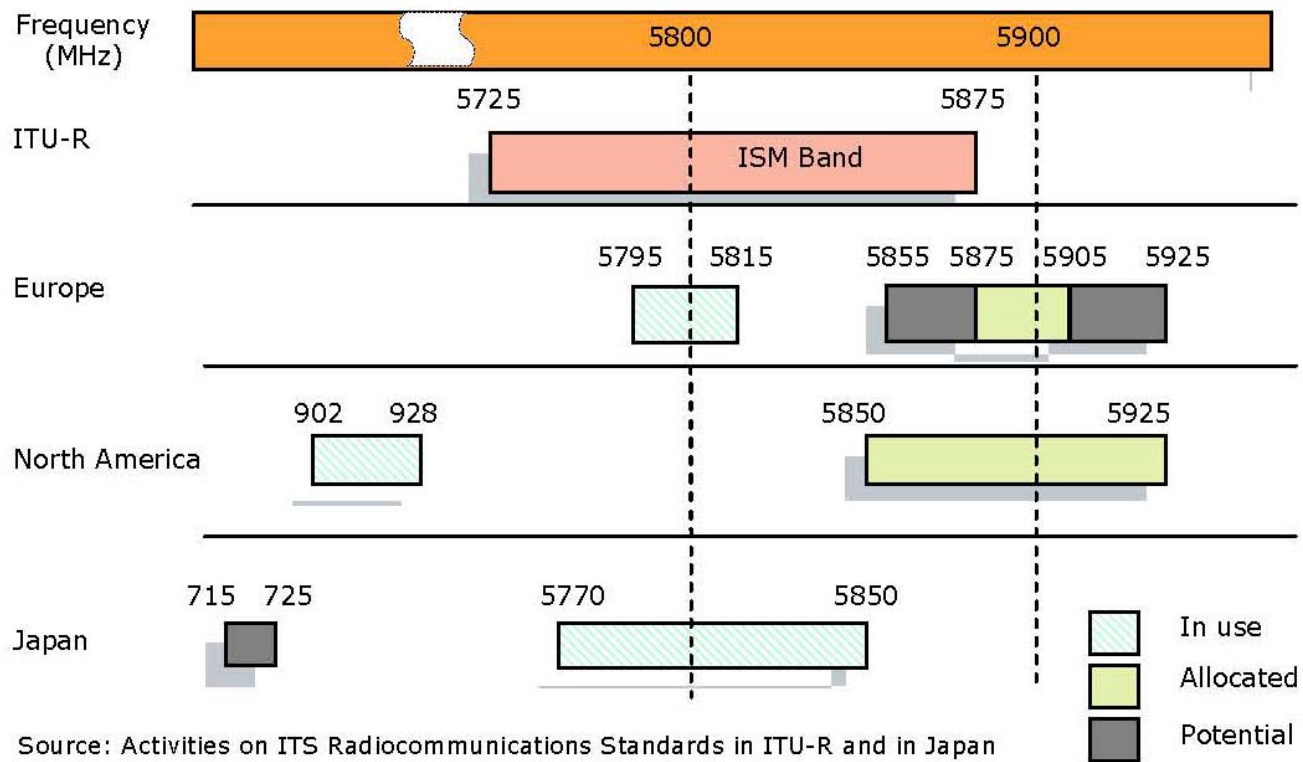 Frequency
(MHz)
5800 5900
5725 5875
ITU-R
ISM Band
5795 5815 5855 5875 5905 5925
Europe
902 928 5850 5925
North America
715 725 5770 5850
Japan
In use
Allocated
Potential
Source: Activities on ITS Radiocommunications Standards in ITU-R and in Japan